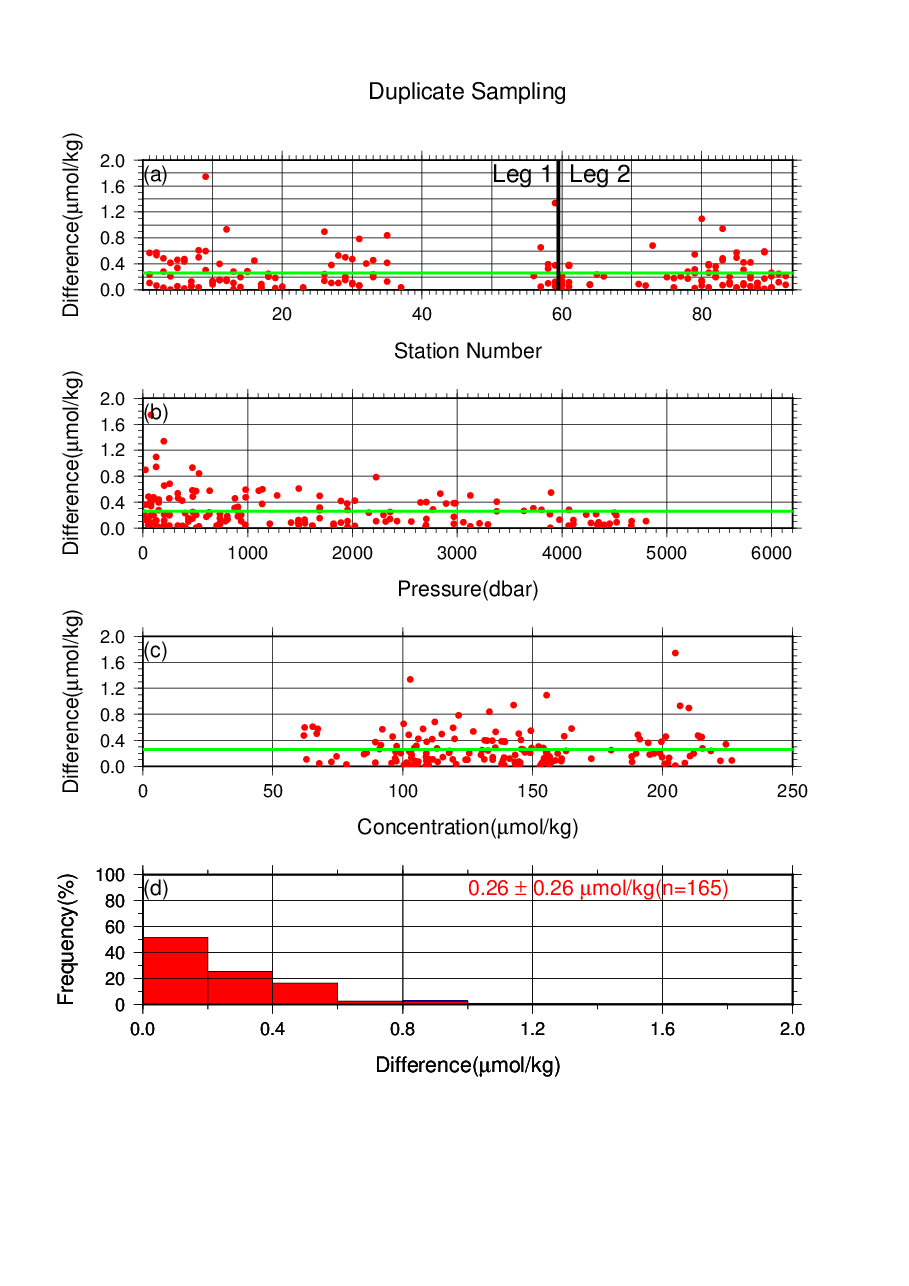 Duplicate Sampling
Difference(μmol/kg)
2.0
1.6
1.2
0.8
0.4
0.0
(a)
Leg 1
Leg 2
20
40
60
80
Station Number
Difference(μmol/kg)
2.0
1.6
1.2
0.8
0.4
0.0
(b)
0
1000
2000
3000
4000
5000
6000
Pressure(dbar)
Difference(μmol/kg)
2.0
1.6
1.2
0.8
0.4
0.0
(c)
0
50
100
150
200
250
Concentration(μmol/kg)
Frequency(%)
100
80
60
40
20
0
(d)
0.26 ± 0.26 μmol/kg(n=165)
0.0
0.4
0.8
1.2
1.6
2.0
Difference(μmol/kg)